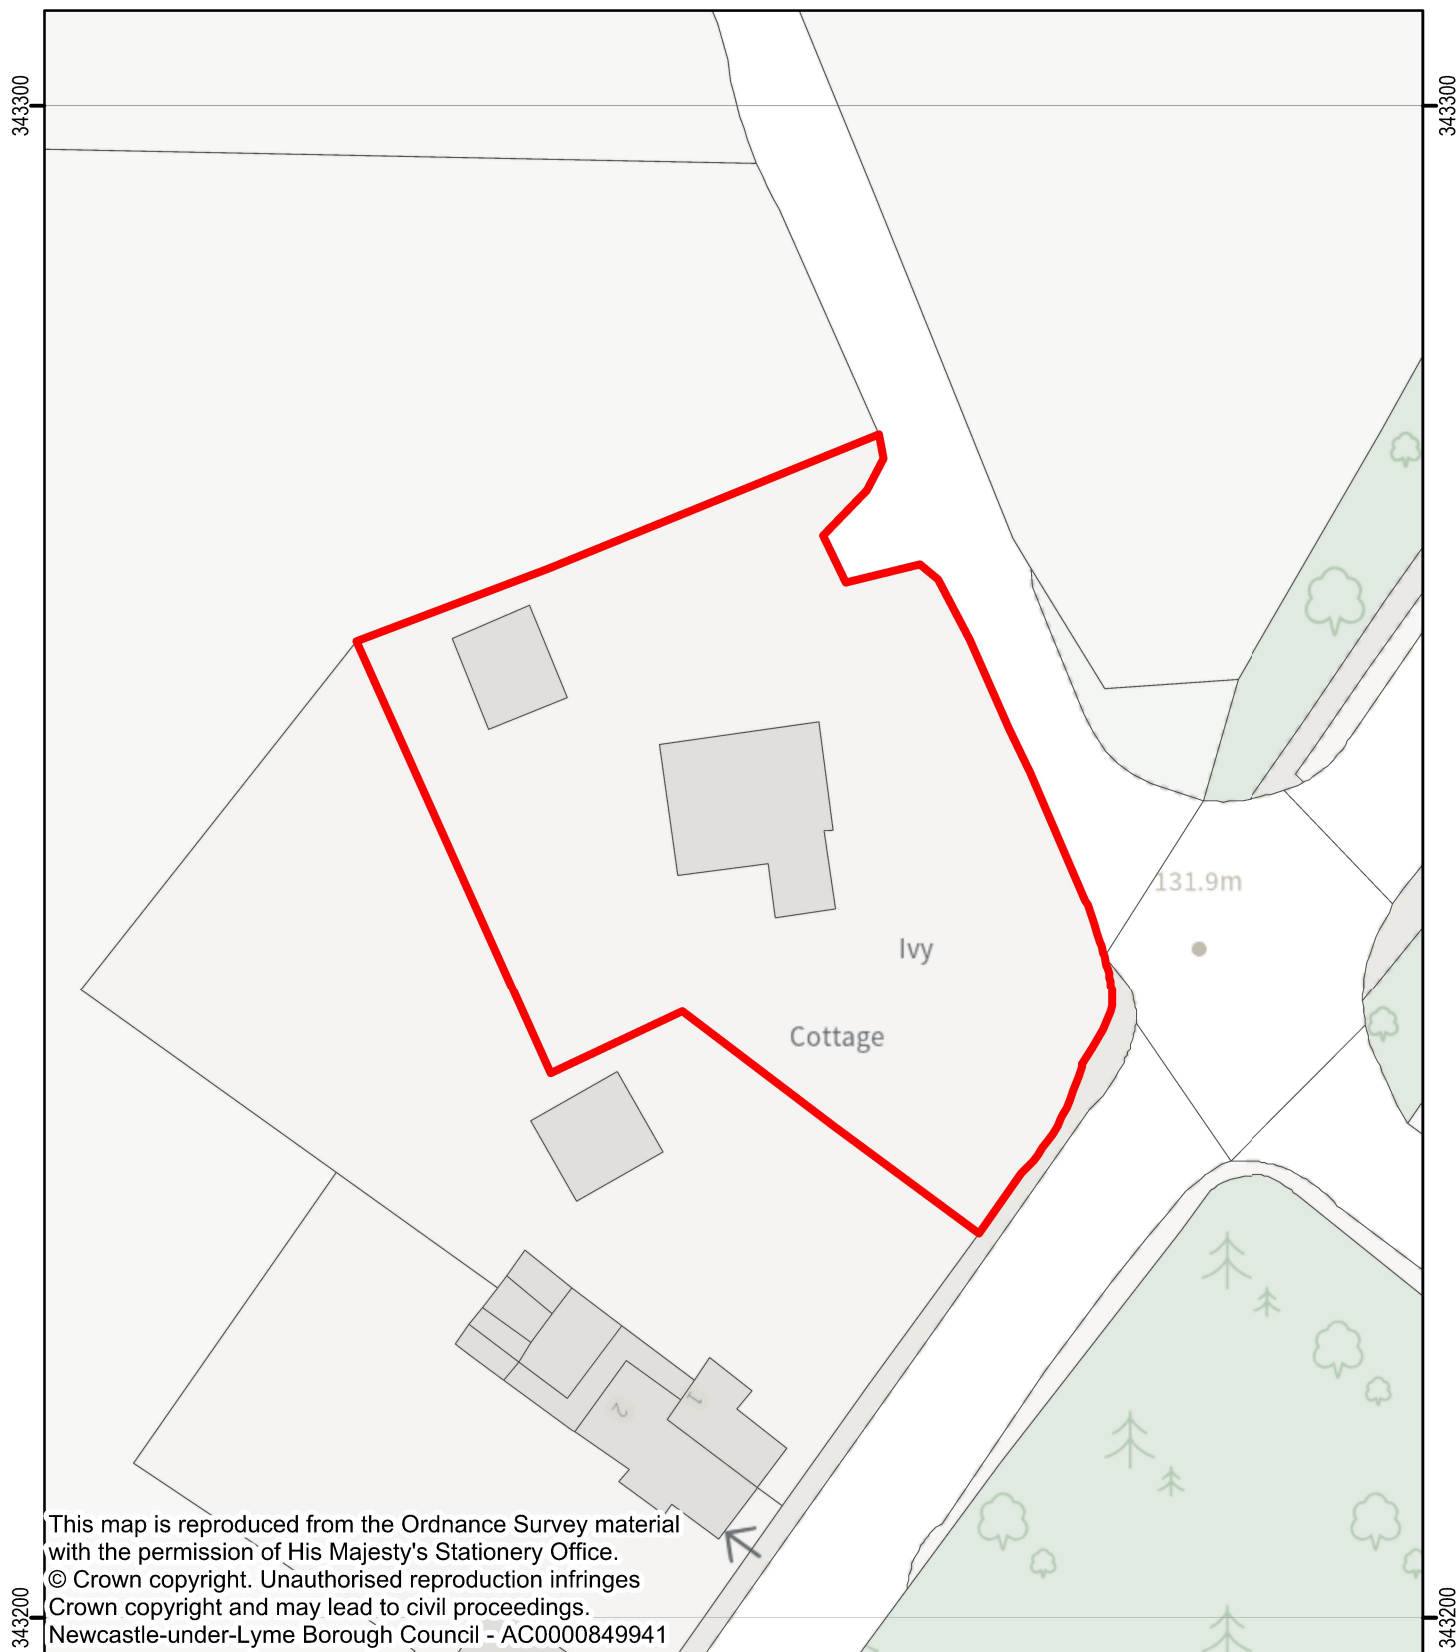 343300
343300
131.9m
Ivy
Cottage
1
2
This map is reproduced from the Ordnance Survey material
with the permission of His Majesty's Stationery Office.
© Crown copyright. Unauthorised reproduction infringes
Crown copyright and may lead to civil proceedings.
Newcastle-under-Lyme Borough Council - AC0000849941
343200
343200